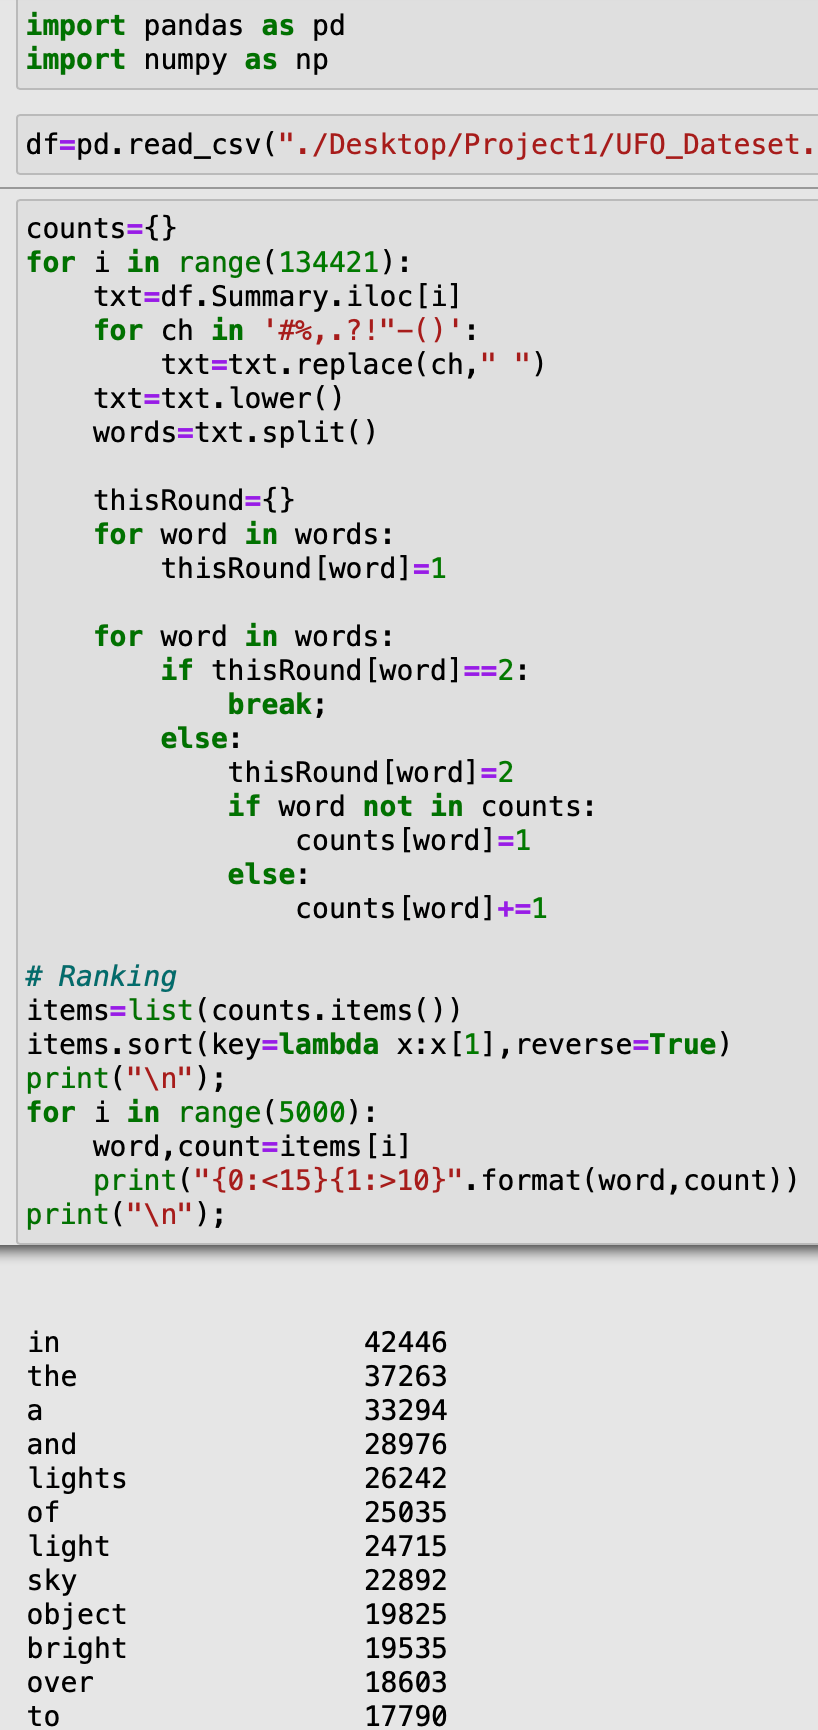 import pandas as pd
import numpy as np
df=pd.read_csv("./Desktop/Project1/UFO_Dateset.
counts={}
for i in range(134421):
    txt=df.Summary.iloc[i]
    for ch in '#%,.?!"—()':
        txt=txt.replace(ch," ")
    txt=txt.lower()
    words=txt.split()
    thisRound={}
    for word in words:
        thisRound[word]=1
    for word in words:
        if thisRound[word]==2:
            break;
        else:
            thisRound[word]=2
            if word not in counts:
                counts[word]=1
            else:
                counts[word]+=1
# Ranking
items=list(counts.items())
items.sort(key=lambda x:x[1],reverse=True)
print("\n");
for i in range(5000):
    word,count=items[i]
    print("{0:<15}{1:>10}".format(word,count))
print("\n");
in                    42446
the                   37263
a                     33294
and                   28976
lights                26242
of                    25035
light                 24715
sky                   22892
object                19825
bright                19535
over                  18603
to                    17790